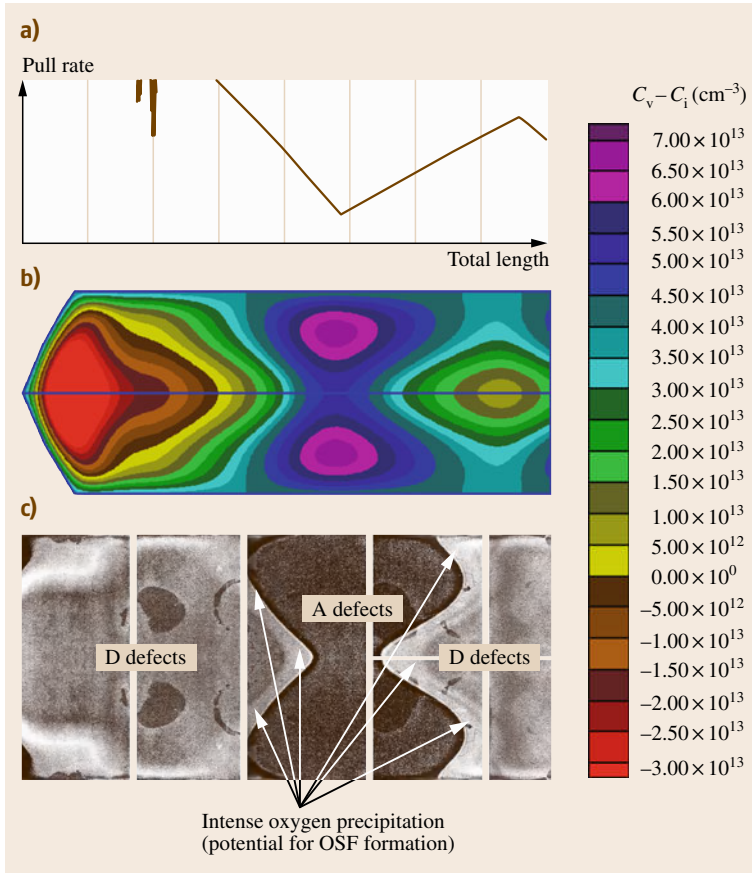 a)
Pull rate
Total length
b)
c)
D defects
A defects
D defects
Intense oxygen precipitation
(potential for OSF formation)
Cv – Ci (cm–3)
7.00 × 10^13
6.50 × 10^13
6.00 × 10^13
5.50 × 10^13
5.00 × 10^13
4.50 × 10^13
4.00 × 10^13
3.50 × 10^13
3.00 × 10^13
2.50 × 10^13
2.00 × 10^13
1.50 × 10^13
1.00 × 10^13
5.00 × 10^12
0.00 × 10^0
–5.00 × 10^12
–1.00 × 10^13
–1.50 × 10^13
–2.00 × 10^13
–2.50 × 10^13
–3.00 × 10^13